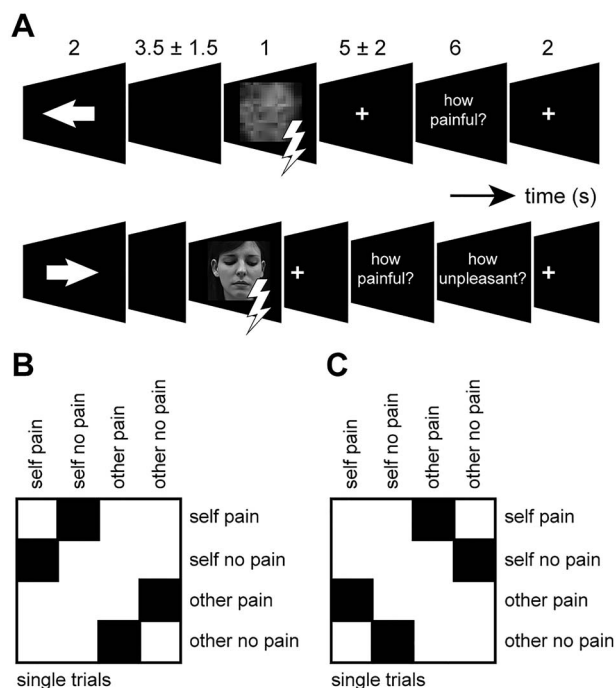 A
2 3.5 ± 1.5 1 5 ± 2 6 2
+
how
painful?
+
time (s)
+
how
painful?
how
unpleasant?
+
B
self pain
self no pain
other pain
other no pain
self pain
self no pain
other pain
other no pain
single trials
C
self pain
self no pain
other pain
other no pain
self pain
self no pain
other pain
other no pain
single trials